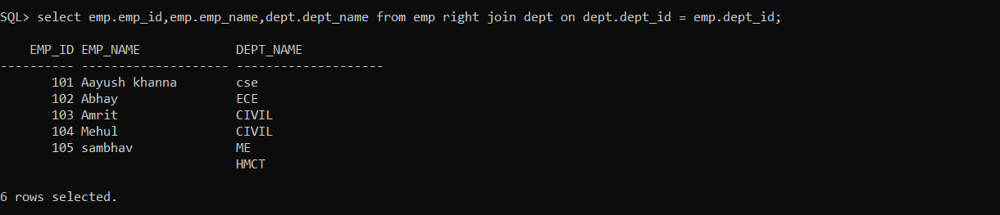 SQL> select emp.emp_id,emp.emp_name,dept.dept_name from emp right join dept on dept.dept_id = emp.dept_id;
EMP_ID EMP_NAME DEPT_NAME
---------- -------------------- --------------------
101 Aayush khanna cse
102 Abhay ECE
103 Amrit CIVIL
104 Mehul CIVIL
105 sambhav ME
HMCT
6 rows selected.